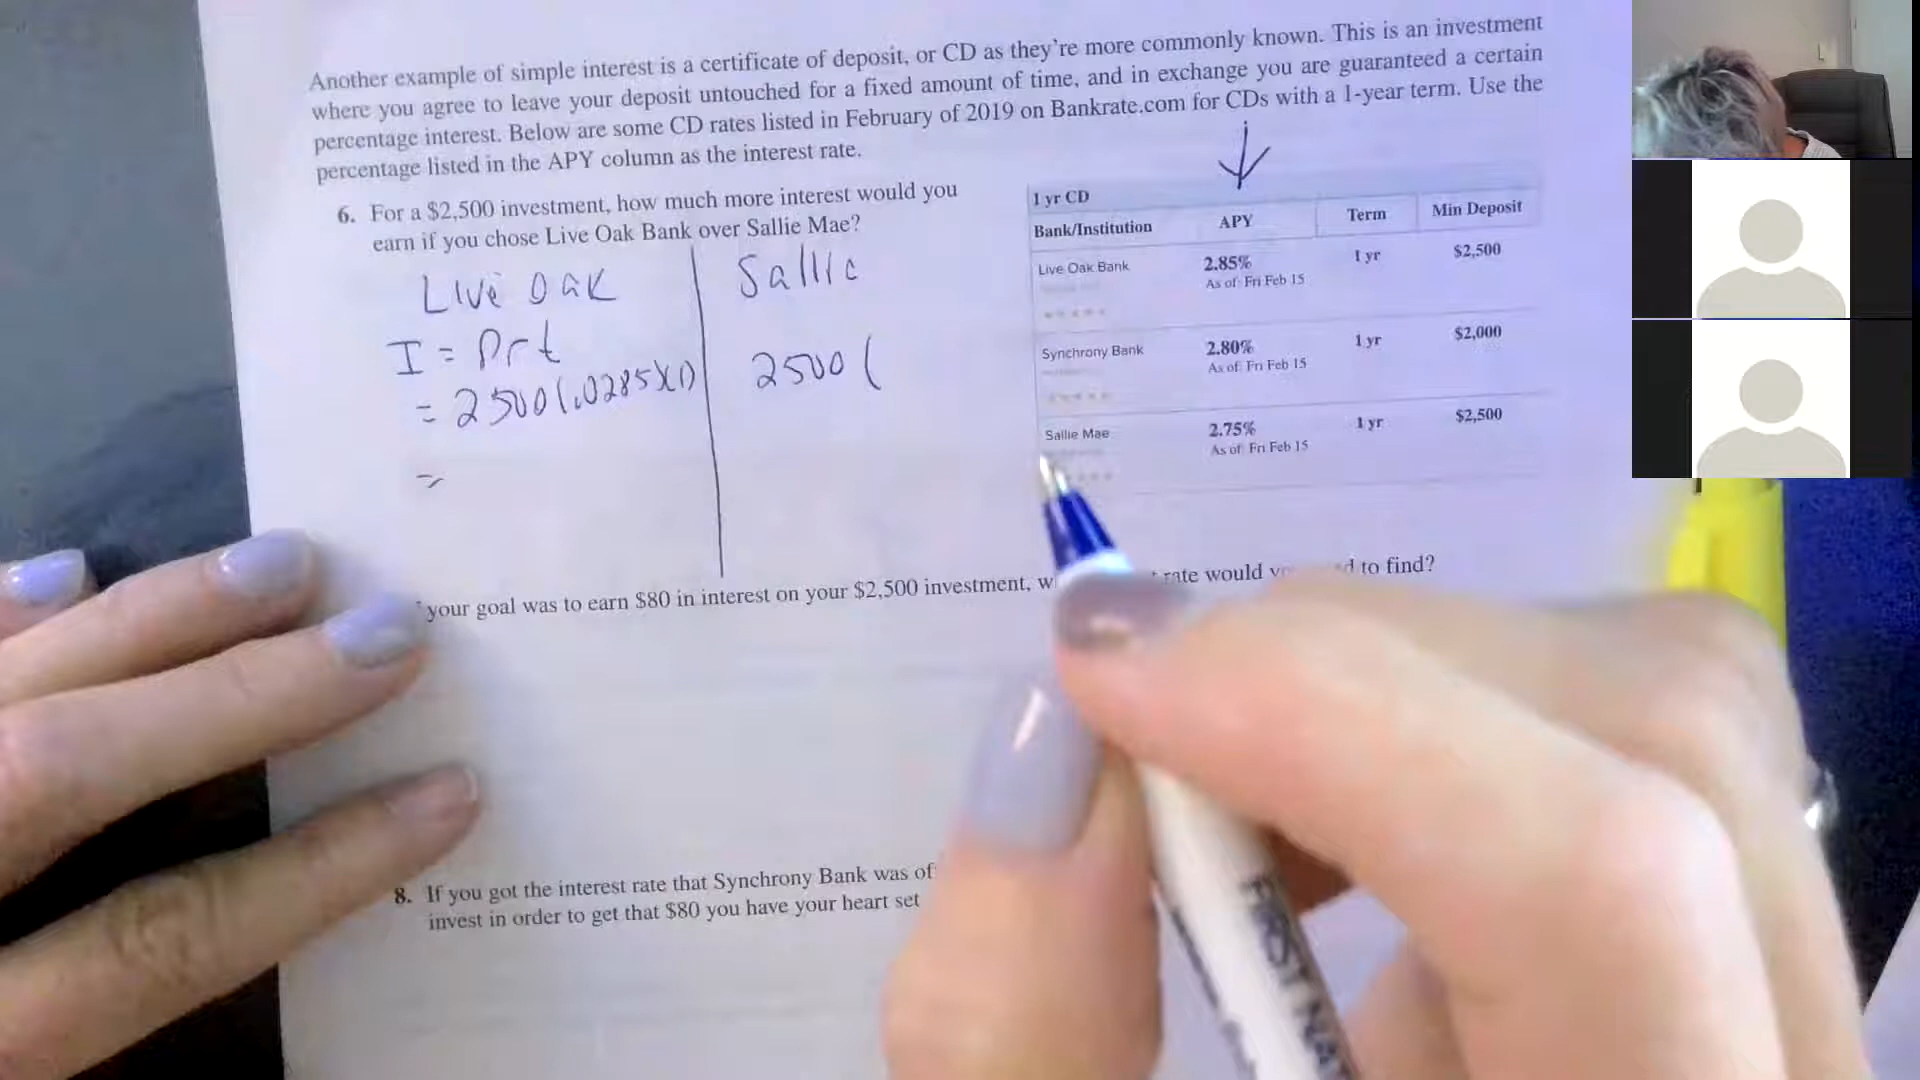 Another example of simple interest is a certificate of deposit, or CD as they're more commonly known. This is an investment
where you agree to leave your deposit untouched for a fixed amount of time, and in exchange you are guaranteed a certain
percentage interest. Below are some CD rates listed in February of 2019 on Bankrate.com for CDs with a 1-year term. Use the
percentage listed in the APY column as the interest rate.
6. For a $2,500 investment, how much more interest would you
earn if you chose Live Oak Bank over Sallie Mae?
Live Oak
I = Prt
= 2500(.0285)(1)
=
Sallie
2500 (
1 yr CD
Bank/Institution APY Term Min Deposit
Live Oak Bank 2.85% 1 yr $2,500
As of: Fri Feb 15
Synchrony Bank 2.80% 1 yr $2,000
As of: Fri Feb 15
Sallie Mae 2.75% 1 yr $2,500
As of: Fri Feb 15
your goal was to earn $80 in interest on your $2,500 investment, rate would to find?
8. If you got the interest rate that Synchrony Bank was of
invest in order to get that $80 you have your heart set